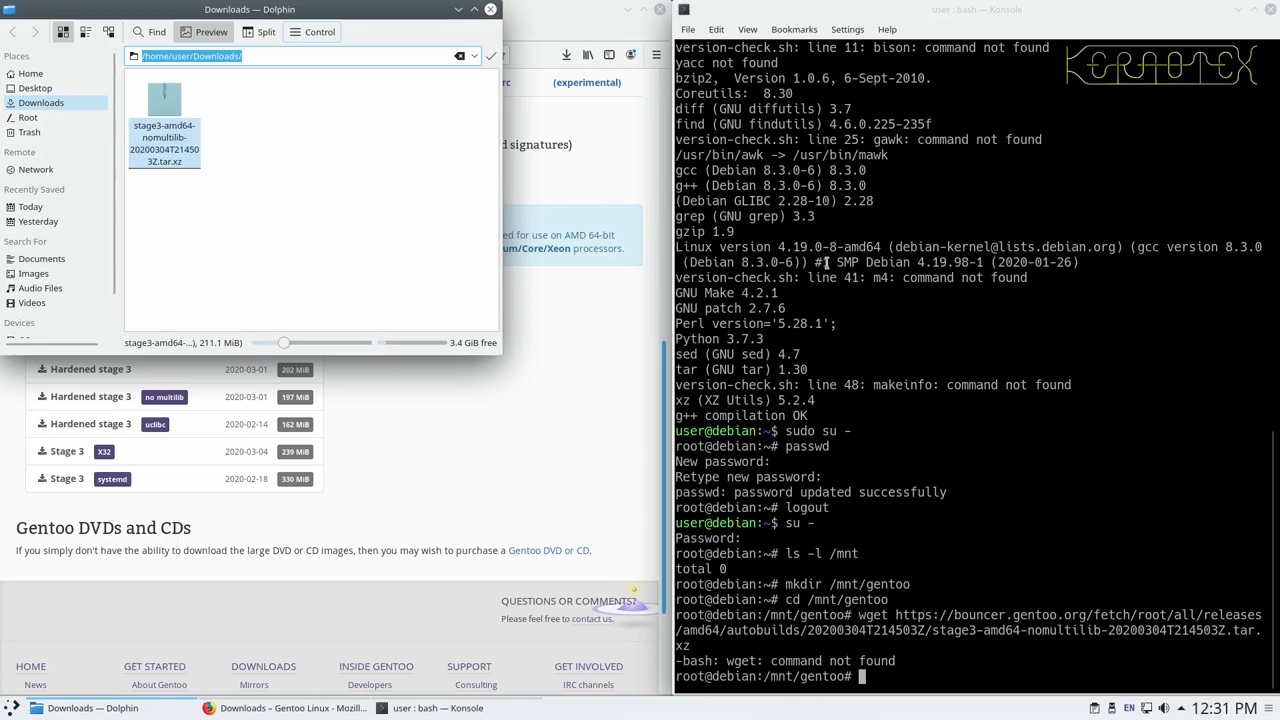 Downloads — Dolphin
Find
Preview
Split
Control
Places
Home
Desktop
Downloads
Root
Trash
Remote
Network
Recently Saved
Today
Yesterday
Search For
Documents
Images
Audio Files
Videos
Devices
/home/user/Downloads/
stage3-amd64-
nomultilib-
20200304T21450
3Z.tar.xz
stage3-amd64-...), 211.1 MiB)
3.4 GiB free
rc
(experimental)
d signatures)
ed for use on AMD 64-bit
um/Core/Xeon processors.
Hardened stage 3 2020-03-01 202 MiB
Hardened stage 3 no multilib 2020-03-01 197 MiB
Hardened stage 3 uclibc 2020-02-14 162 MiB
Stage 3 X32 2020-03-04 239 MiB
Stage 3 systemd 2020-02-18 330 MiB
Gentoo DVDs and CDs
If you simply don't have the ability to download the large DVD or CD images, then you may wish to purchase a Gentoo DVD or CD.
QUESTIONS OR COMMENTS?
Please feel free to contact us.
HOME GET STARTED DOWNLOADS INSIDE GENTOO SUPPORT GET INVOLVED
News About Gentoo Mirrors Developers Consulting IRC channels
user : bash — Konsole
File Edit View Bookmarks Settings Help
KERNOTEX
version-check.sh: line 11: bison: command not found
yacc not found
bzip2,  Version 1.0.6, 6-Sept-2010.
Coreutils:  8.30
diff (GNU diffutils) 3.7
find (GNU findutils) 4.6.0.225-235f
version-check.sh: line 25: gawk: command not found
/usr/bin/awk -> /usr/bin/mawk
gcc (Debian 8.3.0-6) 8.3.0
g++ (Debian 8.3.0-6) 8.3.0
(Debian GLIBC 2.28-10) 2.28
grep (GNU grep) 3.3
gzip 1.9
Linux version 4.19.0-8-amd64 (debian-kernel@lists.debian.org) (gcc version 8.3.0
(Debian 8.3.0-6)) #1 SMP Debian 4.19.98-1 (2020-01-26)
version-check.sh: line 41: m4: command not found
GNU Make 4.2.1
GNU patch 2.7.6
Perl version='5.28.1';
Python 3.7.3
sed (GNU sed) 4.7
tar (GNU tar) 1.30
version-check.sh: line 48: makeinfo: command not found
xz (XZ Utils) 5.2.4
g++ compilation OK
user@debian:~$ sudo su -
root@debian:~# passwd
New password:
Retype new password:
passwd: password updated successfully
root@debian:~# logout
user@debian:~$ su -
Password:
root@debian:~# ls -l /mnt
total 0
root@debian:~# mkdir /mnt/gentoo
root@debian:~# cd /mnt/gentoo
root@debian:/mnt/gentoo# wget https://bouncer.gentoo.org/fetch/root/all/releases
/amd64/autobuilds/20200304T214503Z/stage3-amd64-nomultilib-20200304T214503Z.tar.
xz
-bash: wget: command not found
root@debian:/mnt/gentoo#
Downloads — Dolphin
Downloads – Gentoo Linux - Mozill...
user : bash — Konsole
EN
12:31 PM